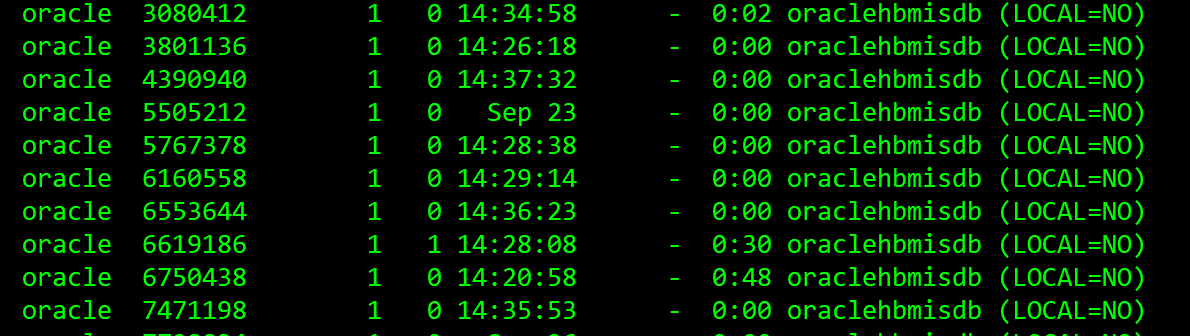 oracle  3080412        1   0 14:34:58      -  0:02 oraclehbmisdb (LOCAL=NO)
oracle  3801136        1   0 14:26:18      -  0:00 oraclehbmisdb (LOCAL=NO)
oracle  4390940        1   0 14:37:32      -  0:00 oraclehbmisdb (LOCAL=NO)
oracle  5505212        1   0   Sep 23      -  0:00 oraclehbmisdb (LOCAL=NO)
oracle  5767378        1   0 14:28:38      -  0:00 oraclehbmisdb (LOCAL=NO)
oracle  6160558        1   0 14:29:14      -  0:00 oraclehbmisdb (LOCAL=NO)
oracle  6553644        1   0 14:36:23      -  0:00 oraclehbmisdb (LOCAL=NO)
oracle  6619186        1   1 14:28:08      -  0:30 oraclehbmisdb (LOCAL=NO)
oracle  6750438        1   0 14:20:58      -  0:48 oraclehbmisdb (LOCAL=NO)
oracle  7471198        1   0 14:35:53      -  0:00 oraclehbmisdb (LOCAL=NO)